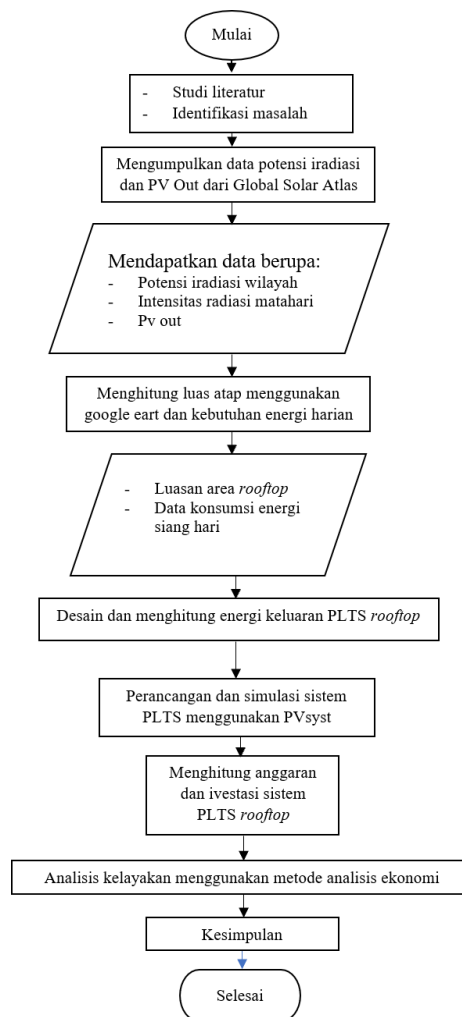 Mulai
- Studi literatur
- Identifikasi masalah
Mengumpulkan data potensi iradiasi
dan PV Out dari Global Solar Atlas
Mendapatkan data berupa:
- Potensi iradiasi wilayah
- Intensitas radiasi matahari
- Pv out
Menghitung luas atap menggunakan
google eart dan kebutuhan energi harian
- Luasan area rooftop
- Data konsumsi energi
siang hari
Desain dan menghitung energi keluaran PLTS rooftop
Perancangan dan simulasi sistem
PLTS menggunakan PVsyst
Menghitung anggaran
dan ivestasi sistem
PLTS rooftop
Analisis kelayakan menggunakan metode analisis ekonomi
Kesimpulan
Selesai